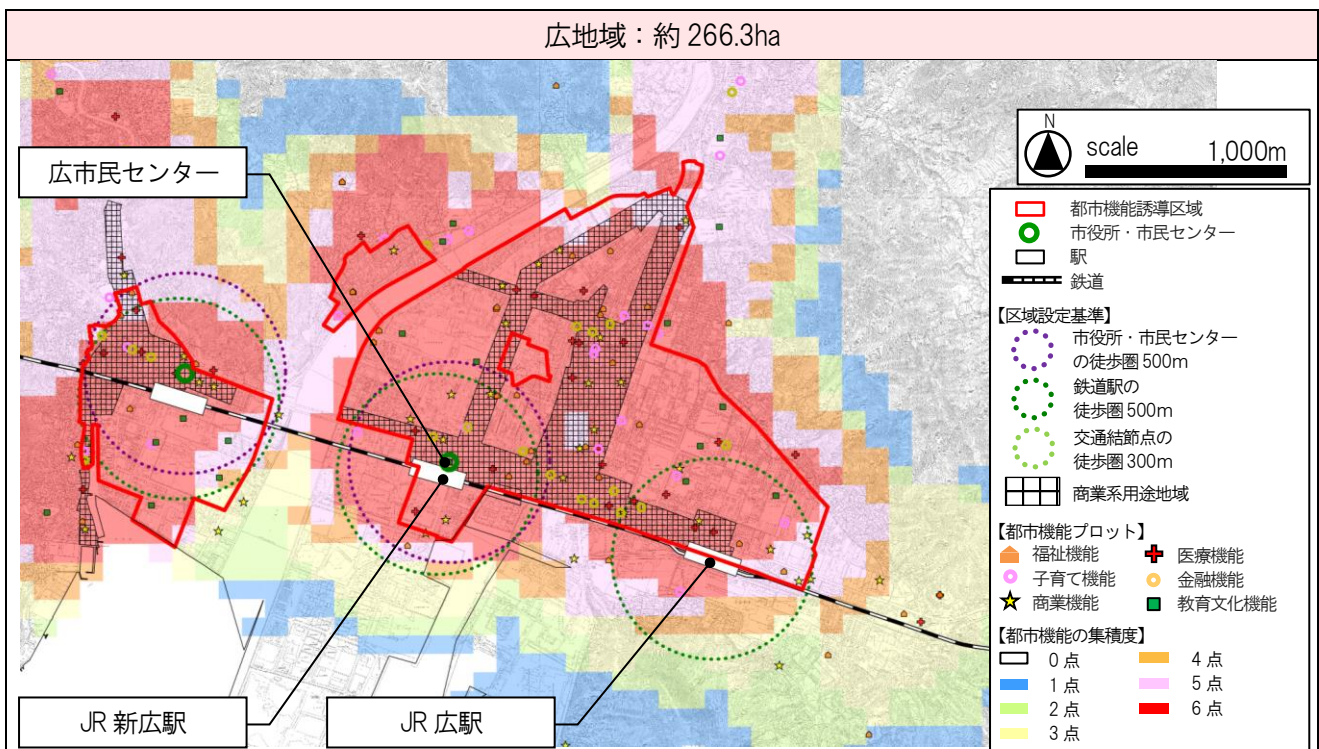 広地域：約 266.3ha
広市民センター
N
scale 1,000m
都市機能誘導区域
市役所・市民センター
駅
鉄道
【区域設定基準】
市役所・市民センター
の徒歩圏 500m
鉄道駅の
徒歩圏 500m
交通結節点の
徒歩圏 300m
商業系用途地域
【都市機能プロット】
福祉機能 医療機能
子育て機能 金融機能
商業機能 教育文化機能
【都市機能の集積度】
0 点 4 点
1 点 5 点
2 点 6 点
3 点
JR 新広駅
JR 広駅